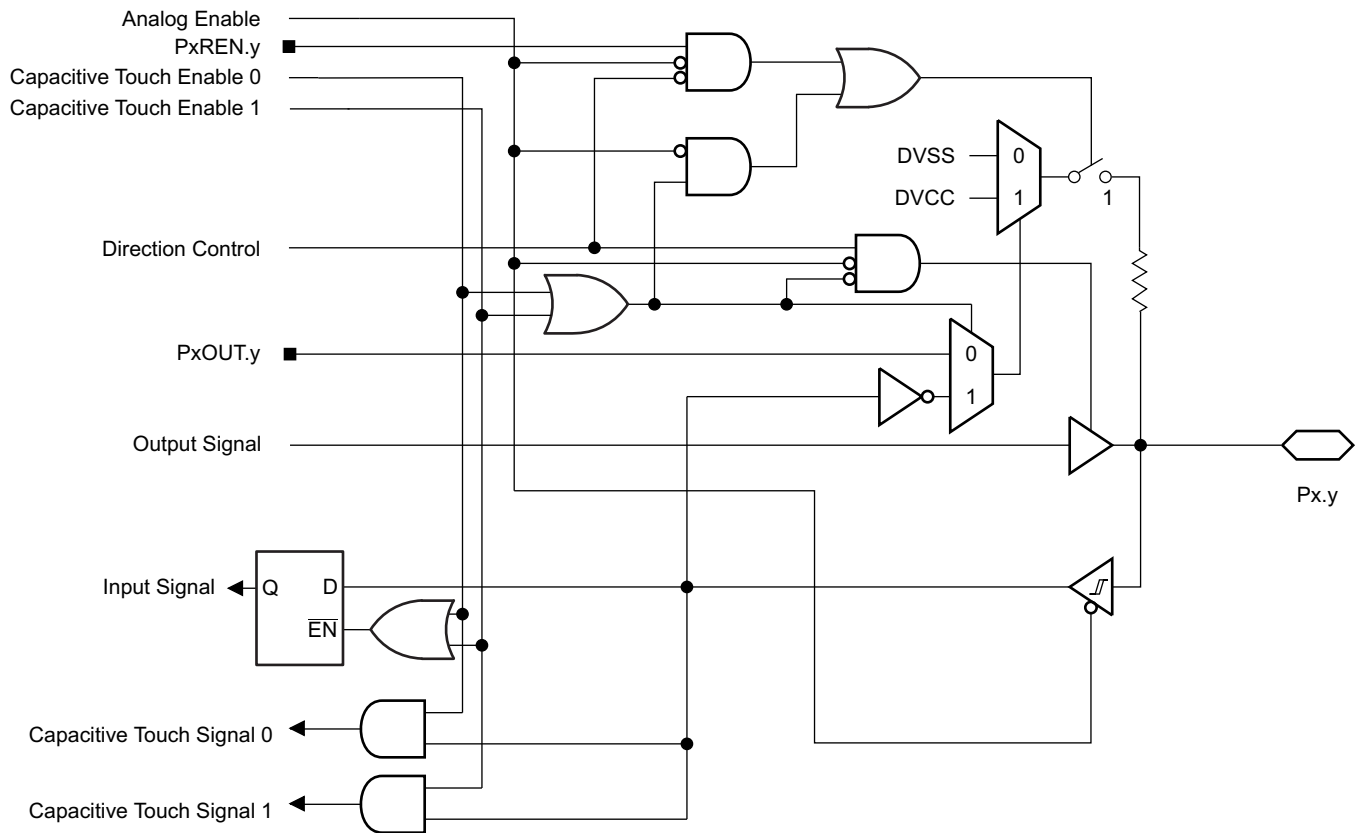 Analog Enable
PxREN.y
Capacitive Touch Enable 0
Capacitive Touch Enable 1
DVSS
0
DVCC
1
1
Direction Control
PxOUT.y
0
1
Output Signal
Px.y
Input Signal
Q
D
EN
Capacitive Touch Signal 0
Capacitive Touch Signal 1